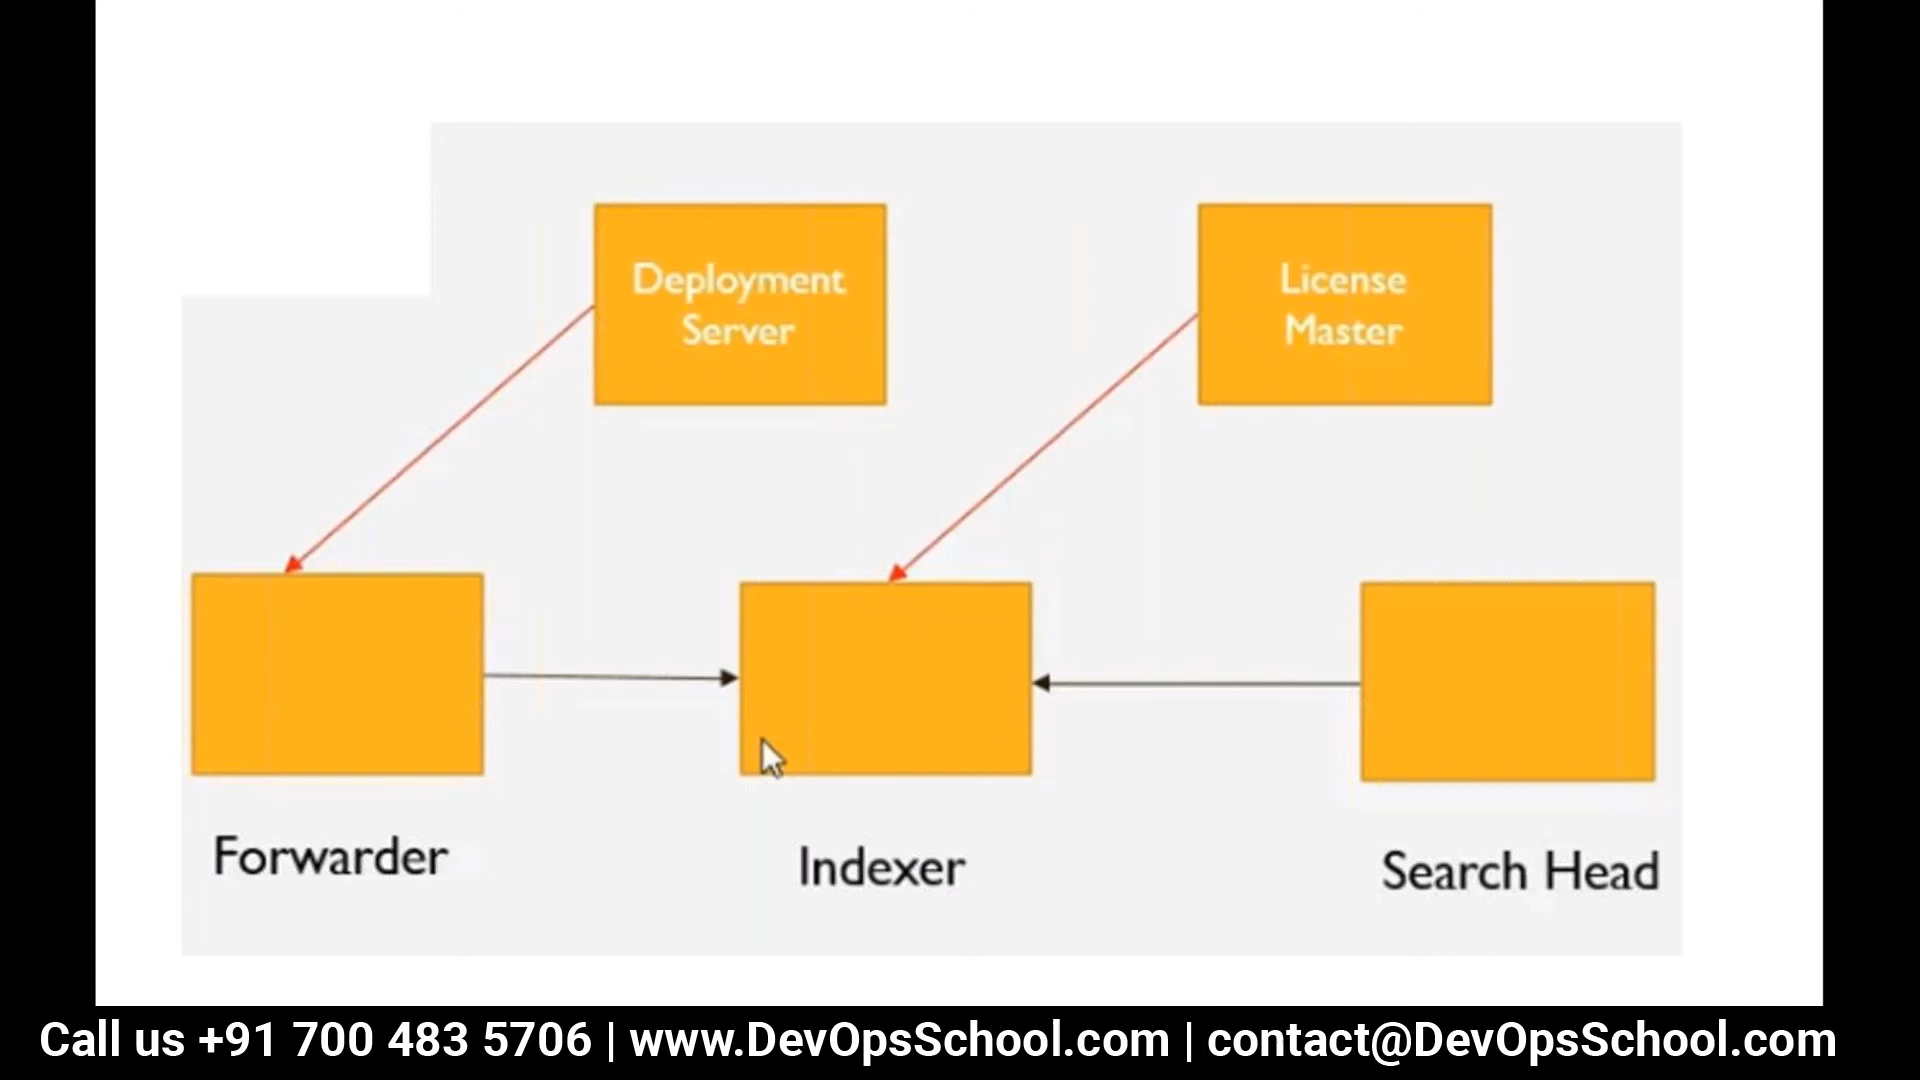 Deployment
Server
License
Master
Forwarder
Indexer
Search Head
Call us +91 700 483 5706 | www.DevOpsSchool.com | contact@DevOpsSchool.com